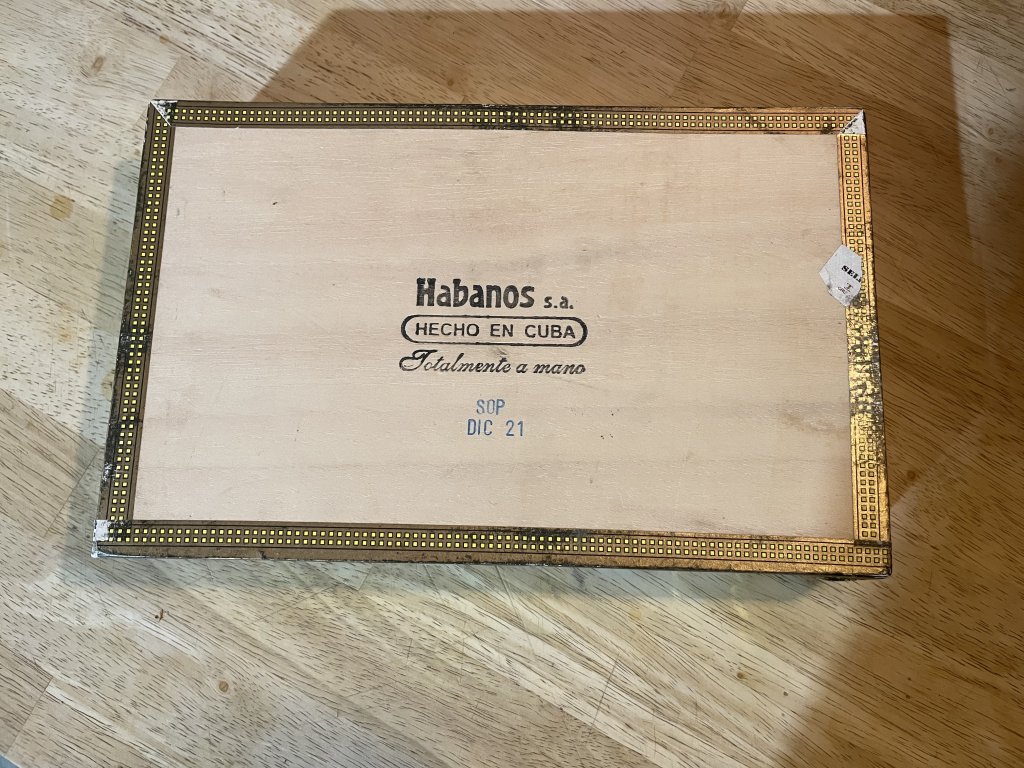 Habanos s.a.
HECHO EN CUBA
Totalmente a mano
SOP
DIC 21